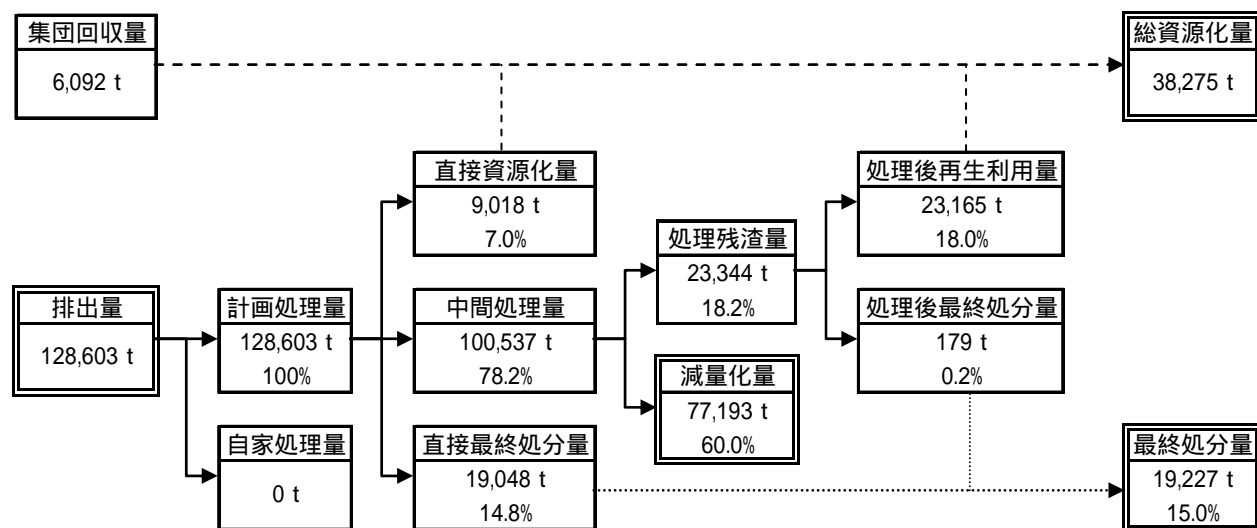 集団回収量
6,092 t
総資源化量
38,275 t
直接資源化量
9,018 t
7.0%
処理後再生利用量
23,165 t
18.0%
処理残渣量
23,344 t
18.2%
排出量
128,603 t
計画処理量
128,603 t
100%
中間処理量
100,537 t
78.2%
処理後最終処分量
179 t
0.2%
減量化量
77,193 t
60.0%
自家処理量
0 t
直接最終処分量
19,048 t
14.8%
最終処分量
19,227 t
15.0%